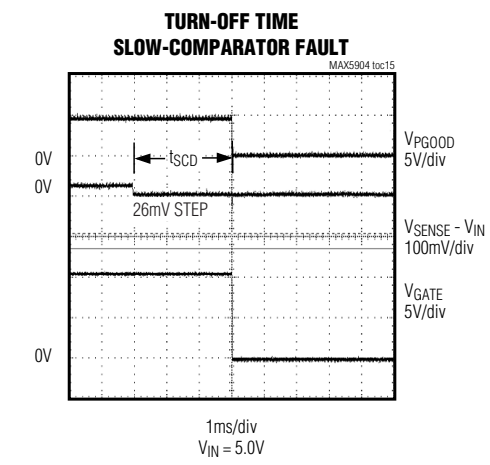 TURN-OFF TIME
SLOW-COMPARATOR FAULT
MAX5904 toc15
VPGOOD
5V/div
0V
tSCD
0V
26mV STEP
VSENSE - VIN
100mV/div
VGATE
5V/div
0V
1ms/div
VIN = 5.0V